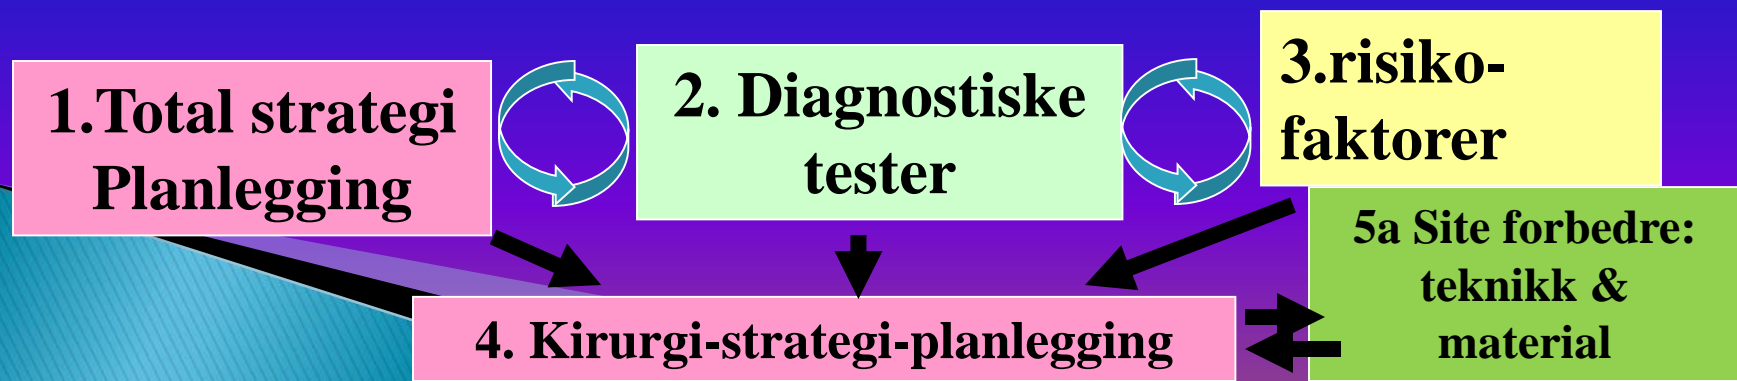 1.Total strategi
Planlegging
2. Diagnostiske
tester
3.risiko-
faktorer
4. Kirurgi-strategi-planlegging
5a Site forbedre:
teknikk &
material